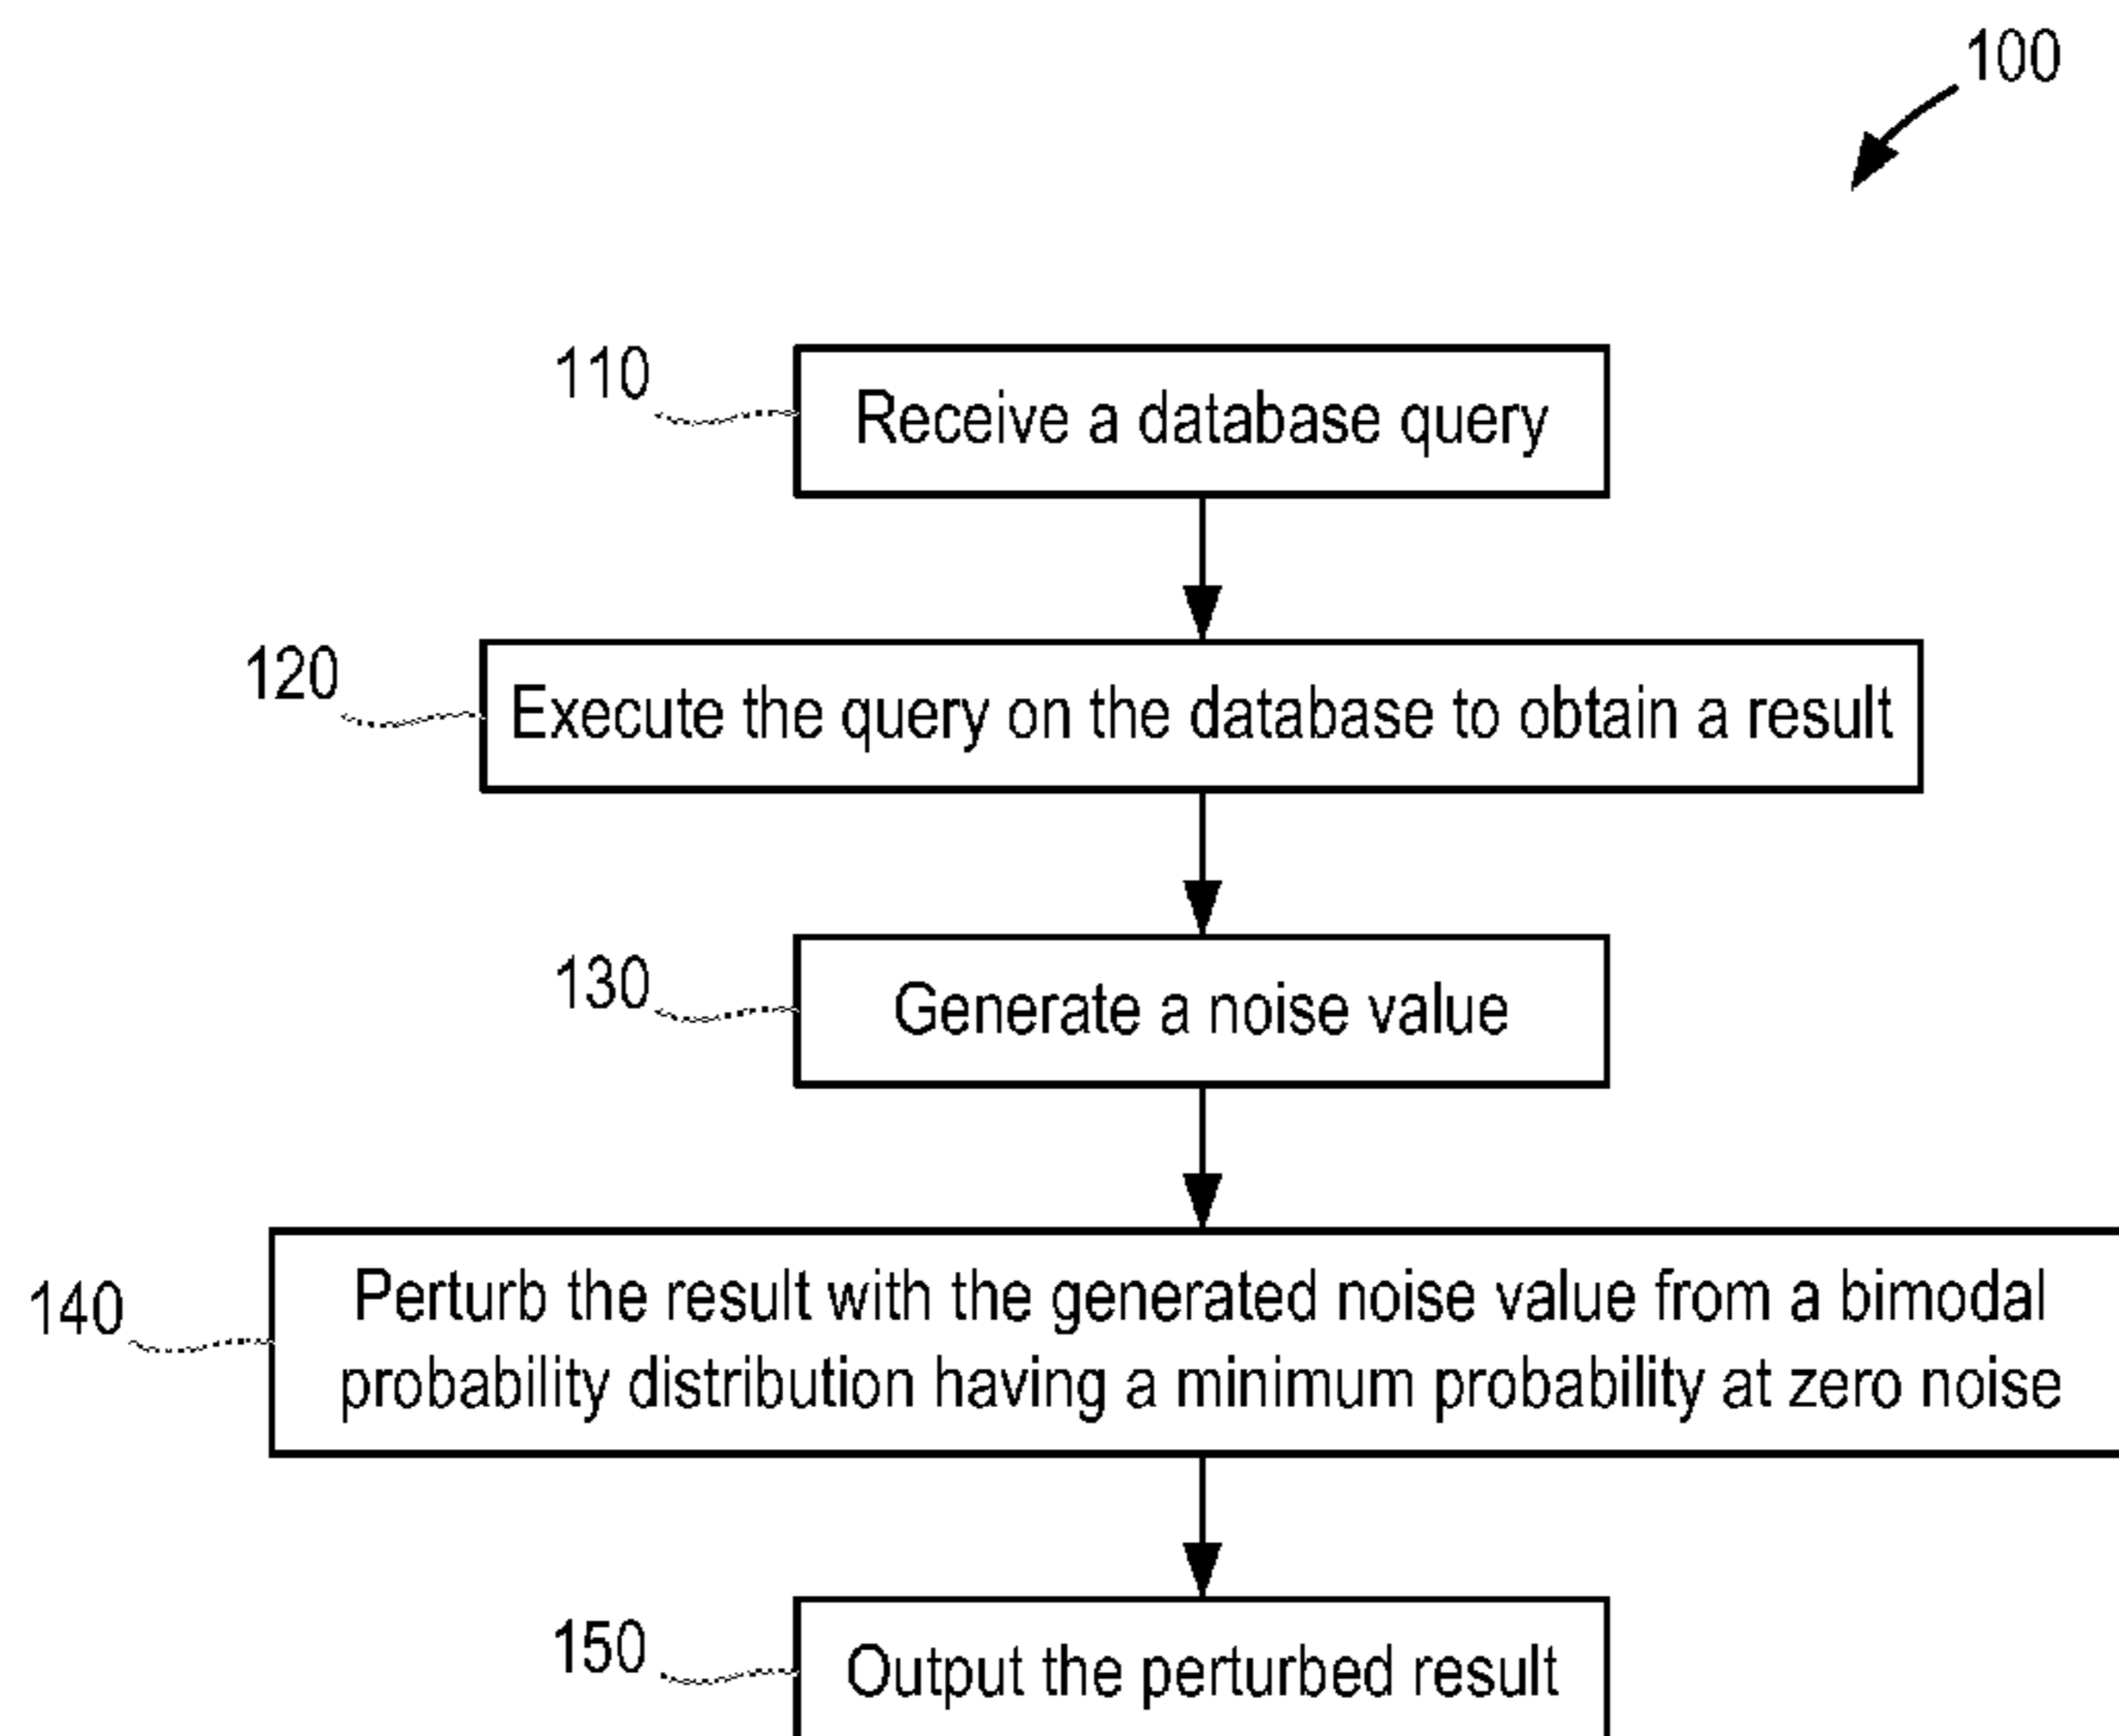 100
110
Receive a database query
120
Execute the query on the database to obtain a result
130
Generate a noise value
140
Perturb the result with the generated noise value from a bimodal
probability distribution having a minimum probability at zero noise
150
Output the perturbed result